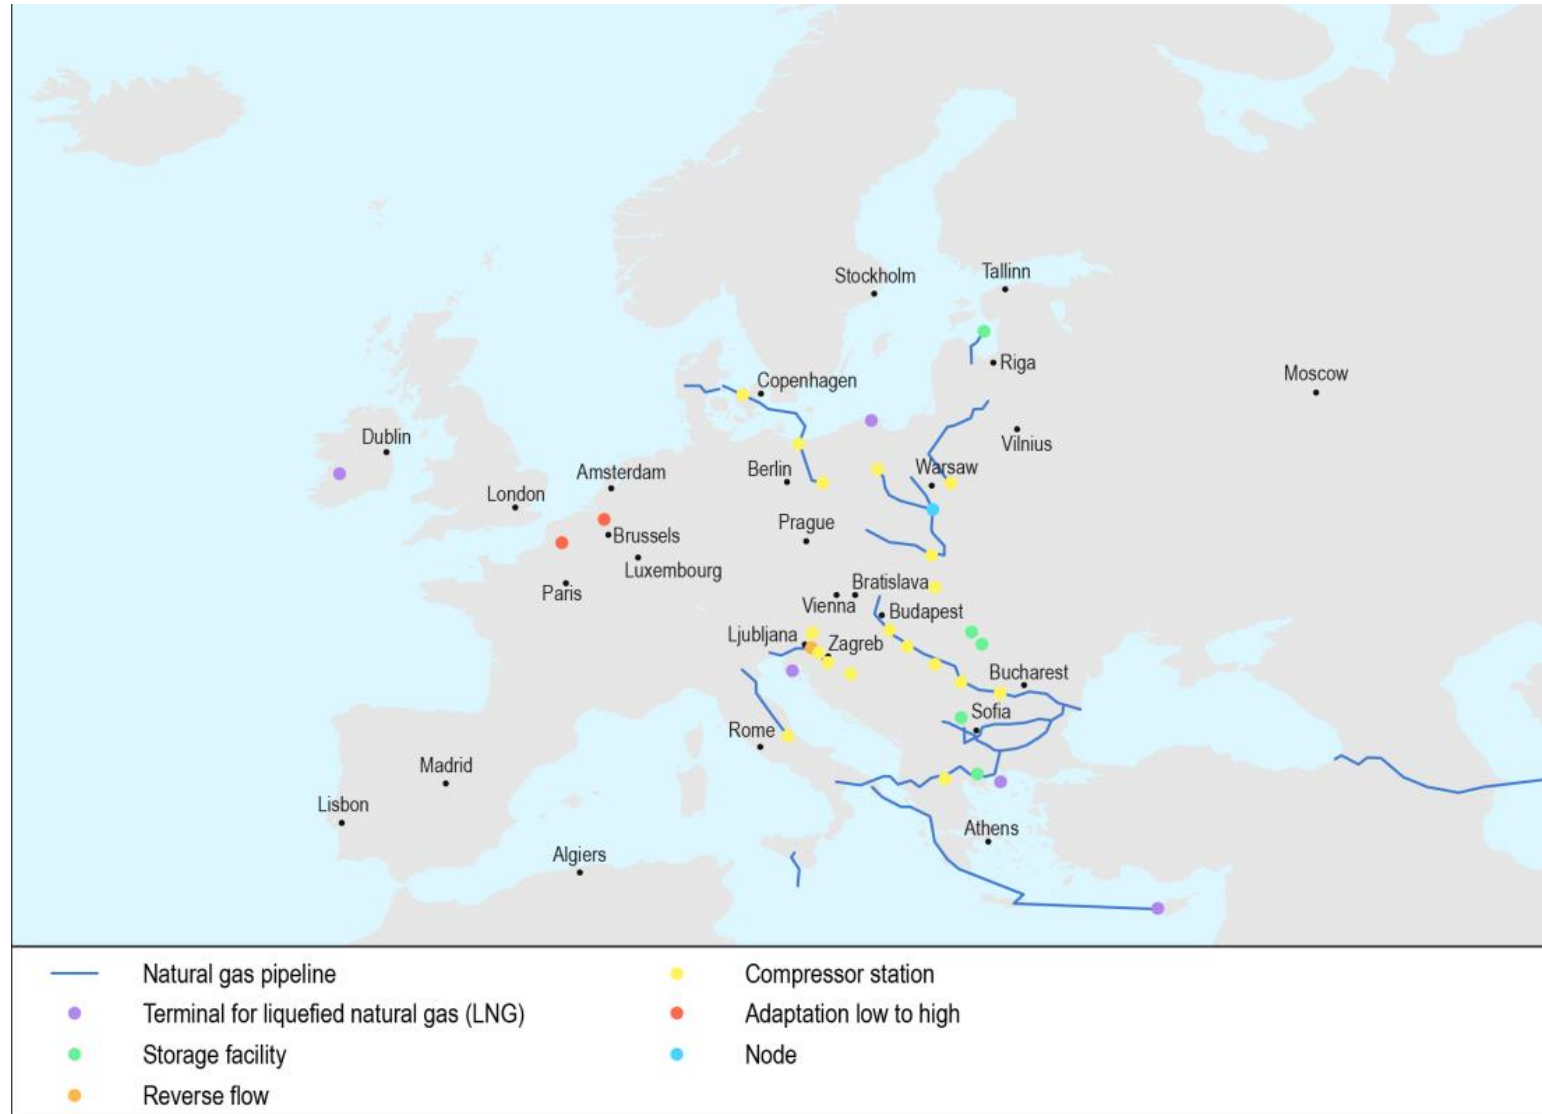 Stockholm
Tallinn
Riga
Moscow
Copenhagen
Dublin
Vilnius
Amsterdam
Berlin
Warsaw
London
Prague
Brussels
Luxembourg
Paris
Bratislava
Vienna
Budapest
Ljubljana
Zagreb
Bucharest
Sofia
Rome
Madrid
Lisbon
Athens
Algiers
Natural gas pipeline
Terminal for liquefied natural gas (LNG)
Storage facility
Reverse flow
Compressor station
Adaptation low to high
Node